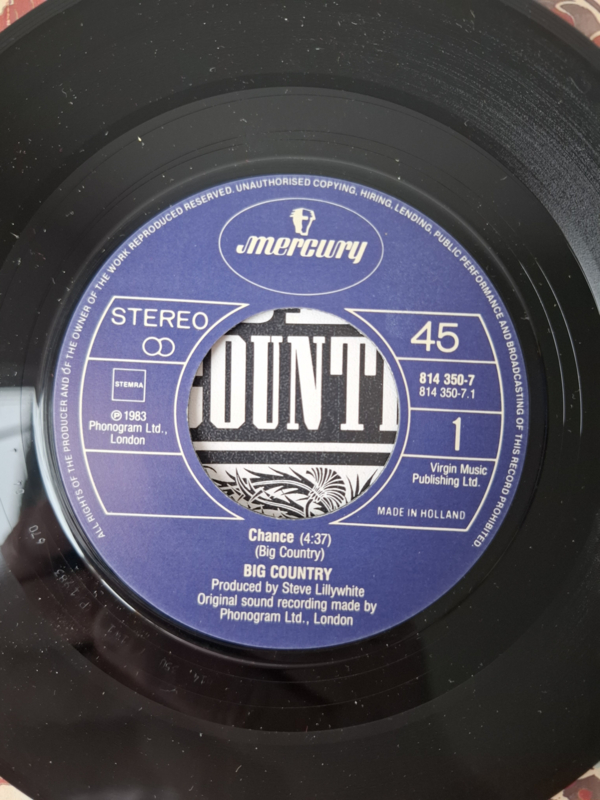 ALL RIGHTS OF THE PRODUCER AND OF THE OWNER OF THE WORK REPRODUCED RESERVED. UNAUTHORISED COPYING, HIRING, LENDING, PUBLIC PERFORMANCE AND BROADCASTING OF THIS RECORD PROHIBITED.
mercury
STEREO
45
STEMRA
814 350-7
814 350-7.1
℗ 1983
Phonogram Ltd.,
London
1
Virgin Music
Publishing Ltd.
MADE IN HOLLAND
COUNT
Chance (4:37)
(Big Country)
BIG COUNTRY
Produced by Steve Lillywhite
Original sound recording made by
Phonogram Ltd., London
670